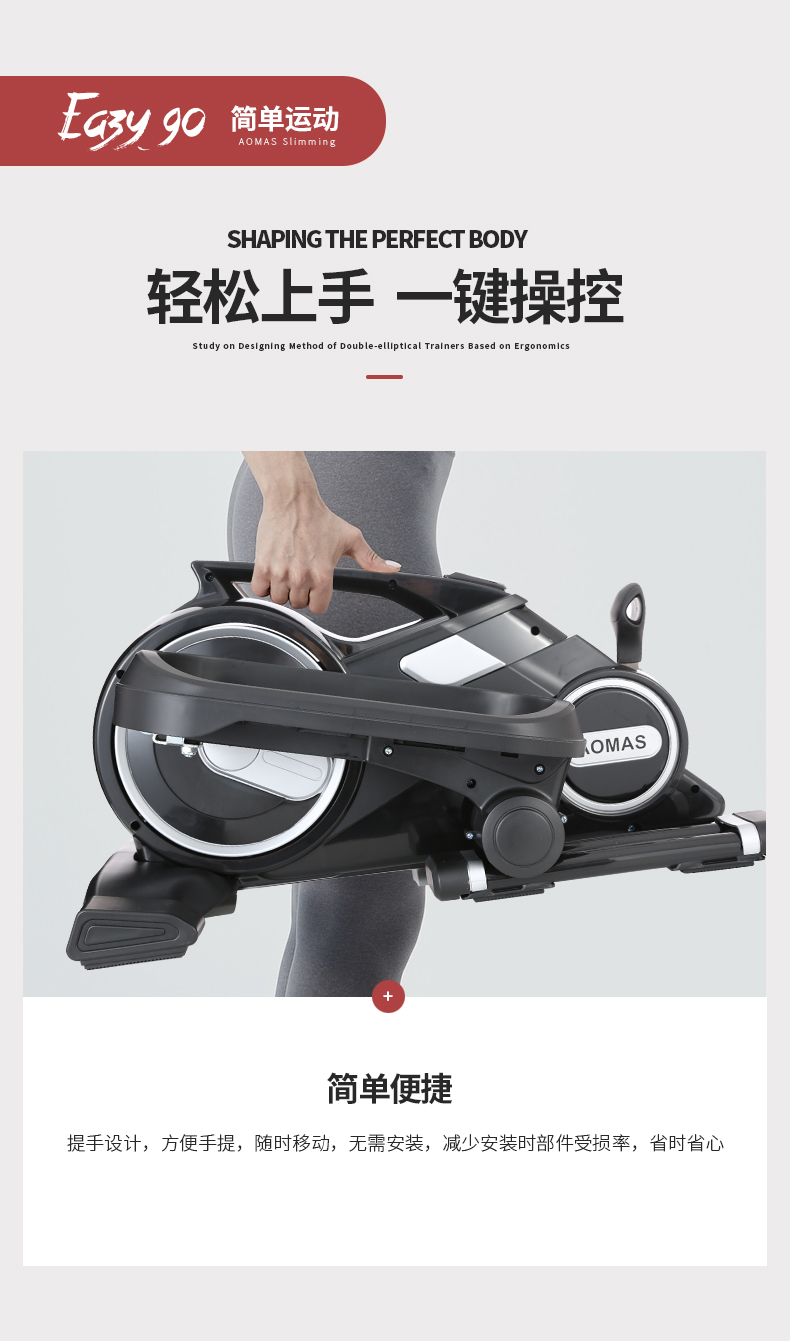 Eazy go
简单运动
AOMAS Slimming
SHAPING THE PERFECT BODY
轻松上手 一键操控
Study on Designing Method of Double-elliptical Trainers Based on Ergonomics
AOMAS
+
简单便捷
提手设计，方便手提，随时移动，无需安装，减少安装时部件受损率，省时省心